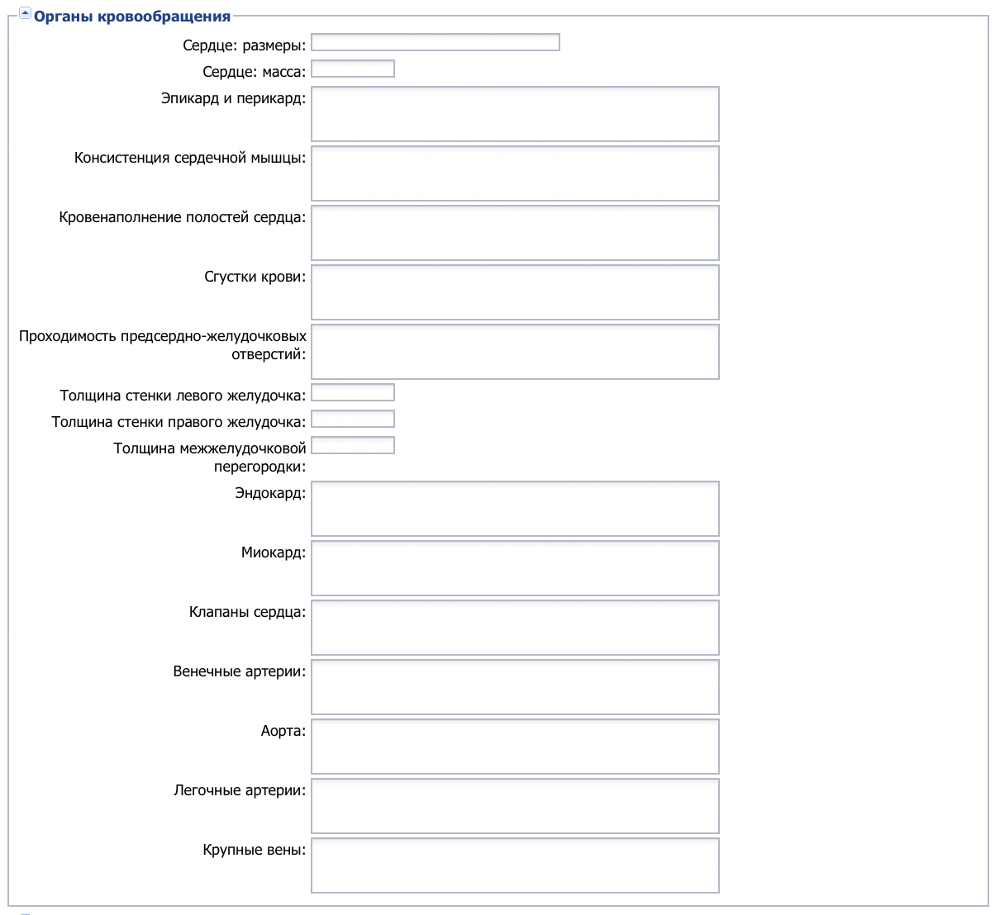 Органы кровообращения
Сердце: размеры:
Сердце: масса:
Эпикард и перикард:
Консистенция сердечной мышцы:
Кровенаполнение полостей сердца:
Сгустки крови:
Проходимость предсердно-желудочковых
отверстий:
Толщина стенки левого желудочка:
Толщина стенки правого желудочка:
Толщина межжелудочковой
перегородки:
Эндокард:
Миокард:
Клапаны сердца:
Венечные артерии:
Аорта:
Легочные артерии:
Крупные вены: